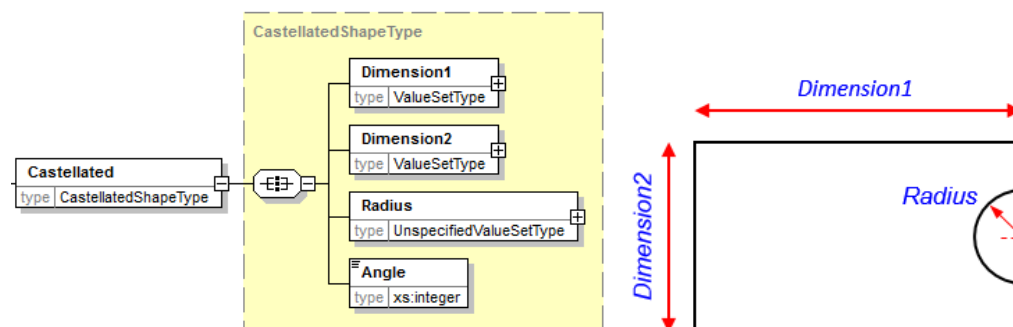 CastellatedShapeType
Dimension1
type ValueSetType
Dimension2
type ValueSetType
Castellated
type CastellatedShapeType
Radius
type UnspecifiedValueSetType
Angle
type xs:integer
Dimension1
Dimension2
Radius